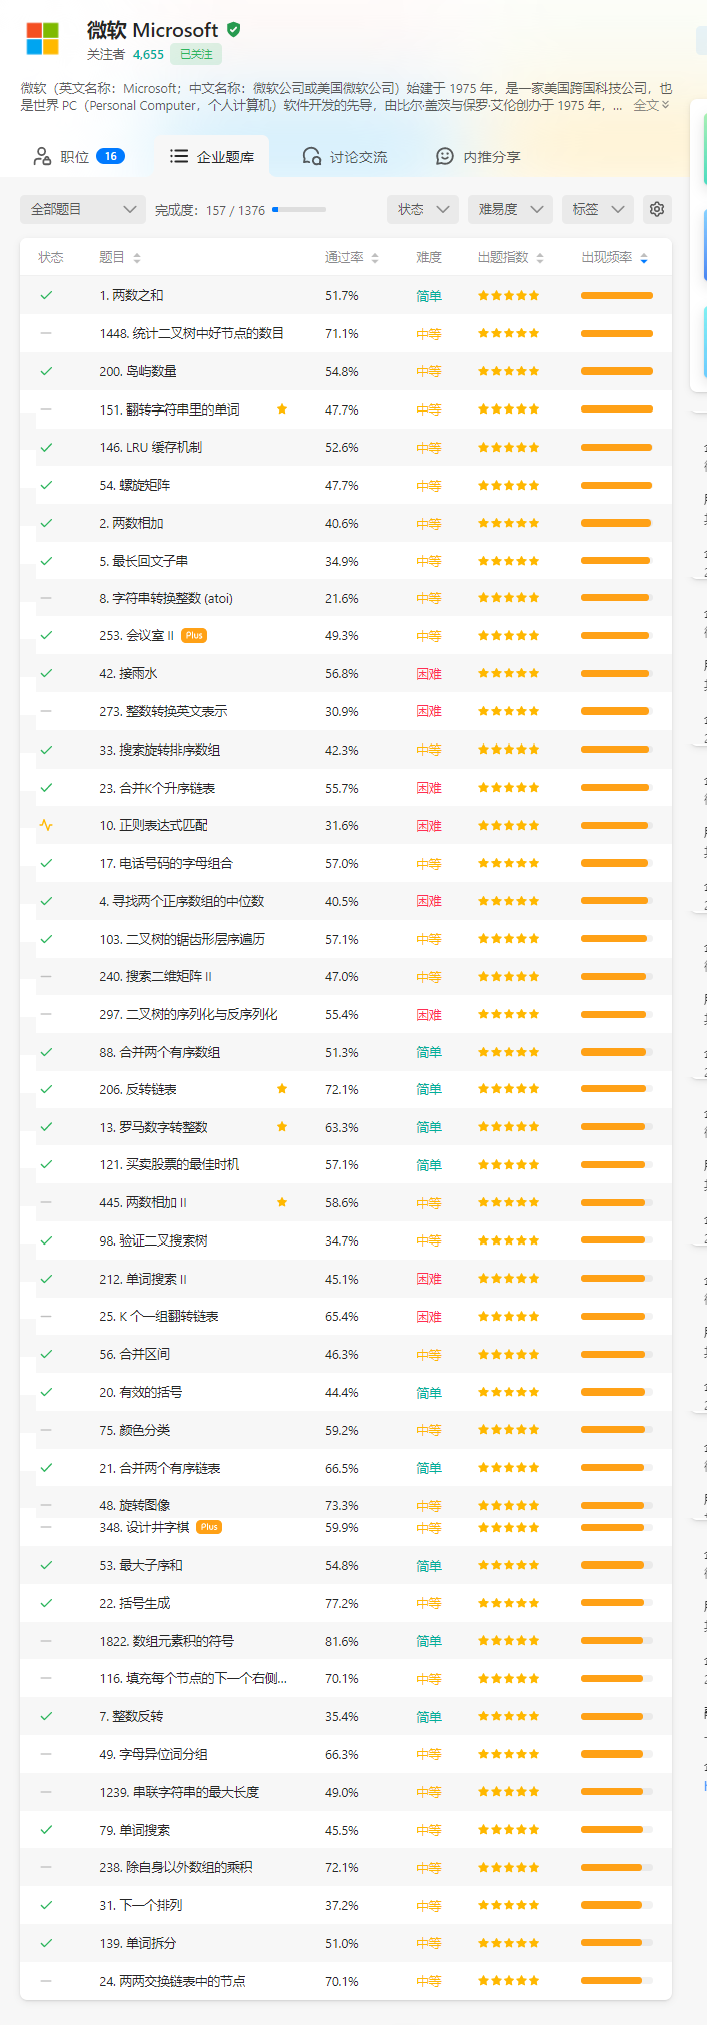 微软 Microsoft
关注者 4,655 已关注
微软（英文名称：Microsoft；中文名称：微软公司或美国微软公司）始建于 1975 年，是一家美国跨国科技公司，也
是世界 PC（Personal Computer，个人计算机）软件开发的先导，由比尔·盖茨与保罗·艾伦创办于 1975 年，... 全文
职位 16 企业题库 讨论交流 内推分享
全部题目 完成度：157 / 1376 状态 难易度 标签
状态 题目 通过率 难度 出题指数 出现频率
1. 两数之和 51.7% 简单
1448. 统计二叉树中好节点的数目 71.1% 中等
200. 岛屿数量 54.8% 中等
151. 翻转字符串里的单词 47.7% 中等
146. LRU 缓存机制 52.6% 中等
54. 螺旋矩阵 47.7% 中等
2. 两数相加 40.6% 中等
5. 最长回文子串 34.9% 中等
8. 字符串转换整数 (atoi) 21.6% 中等
253. 会议室 II Plus 49.3% 中等
42. 接雨水 56.8% 困难
273. 整数转换英文表示 30.9% 困难
33. 搜索旋转排序数组 42.3% 中等
23. 合并K个升序链表 55.7% 困难
10. 正则表达式匹配 31.6% 困难
17. 电话号码的字母组合 57.0% 中等
4. 寻找两个正序数组的中位数 40.5% 困难
103. 二叉树的锯齿形层序遍历 57.1% 中等
240. 搜索二维矩阵 II 47.0% 中等
297. 二叉树的序列化与反序列化 55.4% 困难
88. 合并两个有序数组 51.3% 简单
206. 反转链表 72.1% 简单
13. 罗马数字转整数 63.3% 简单
121. 买卖股票的最佳时机 57.1% 简单
445. 两数相加 II 58.6% 中等
98. 验证二叉搜索树 34.7% 中等
212. 单词搜索 II 45.1% 困难
25. K 个一组翻转链表 65.4% 困难
56. 合并区间 46.3% 中等
20. 有效的括号 44.4% 简单
75. 颜色分类 59.2% 中等
21. 合并两个有序链表 66.5% 简单
48. 旋转图像 73.3% 中等
348. 设计井字棋 Plus 59.9% 中等
53. 最大子序和 54.8% 简单
22. 括号生成 77.2% 中等
1822. 数组元素积的符号 81.6% 简单
116. 填充每个节点的下一个右侧... 70.1% 中等
7. 整数反转 35.4% 简单
49. 字母异位词分组 66.3% 中等
1239. 串联字符串的最大长度 49.0% 中等
79. 单词搜索 45.5% 中等
238. 除自身以外数组的乘积 72.1% 中等
31. 下一个排列 37.2% 中等
139. 单词拆分 51.0% 中等
24. 两两交换链表中的节点 70.1% 中等